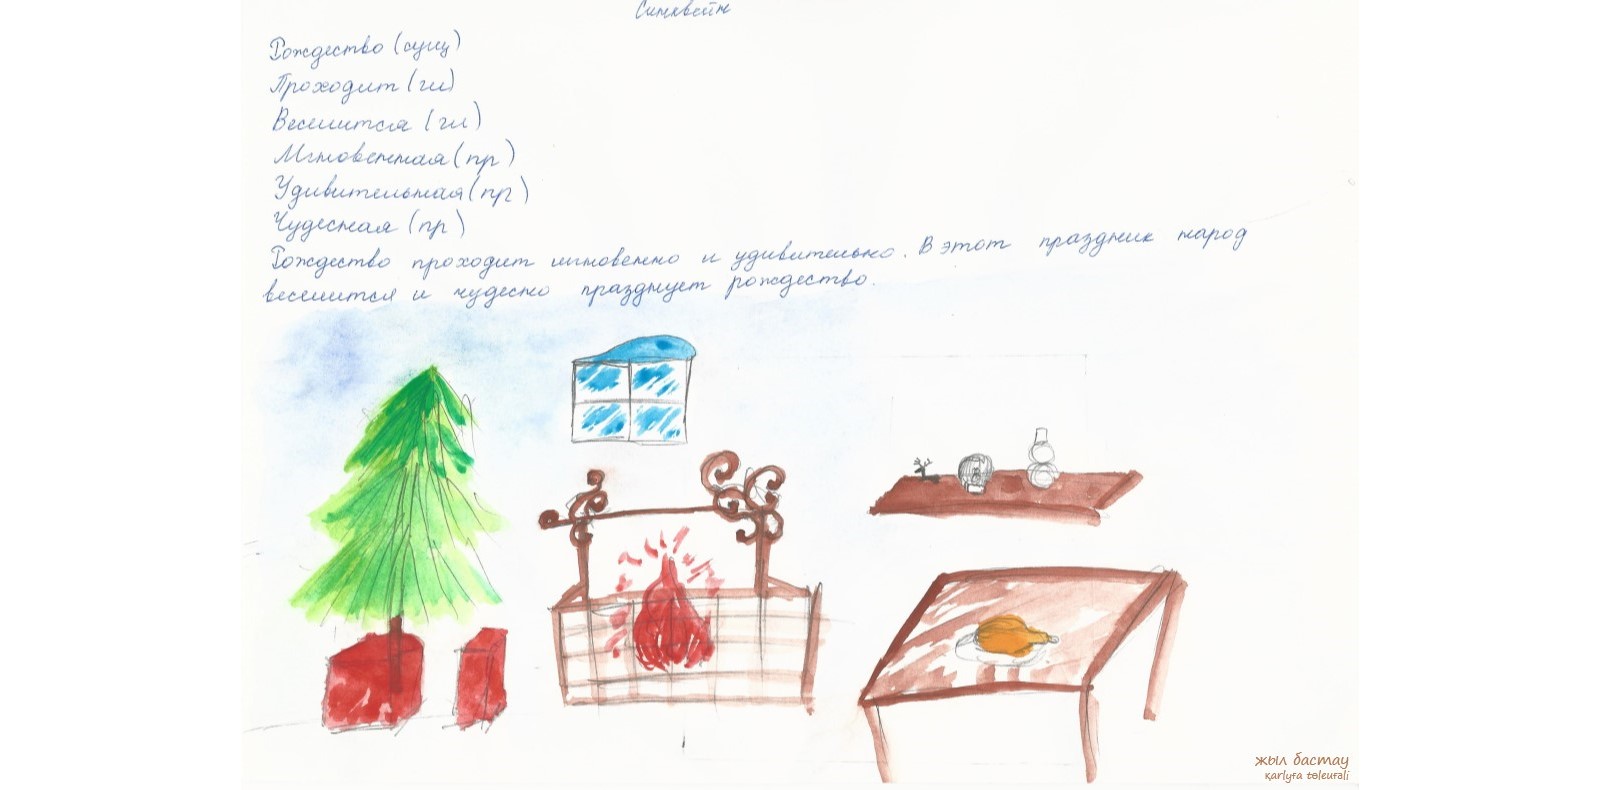 Синквейн
Рождество (сущ)
Проходит (гл)
Веселится (гл)
Мгновенная (пр)
Удивительная (пр)
Чудесная (пр)
Рождество проходит мгновенно и удивительно. В этот праздник народ
веселится и чудесно празднует рождество.
жыл бастау
қarlyға tөleuғali